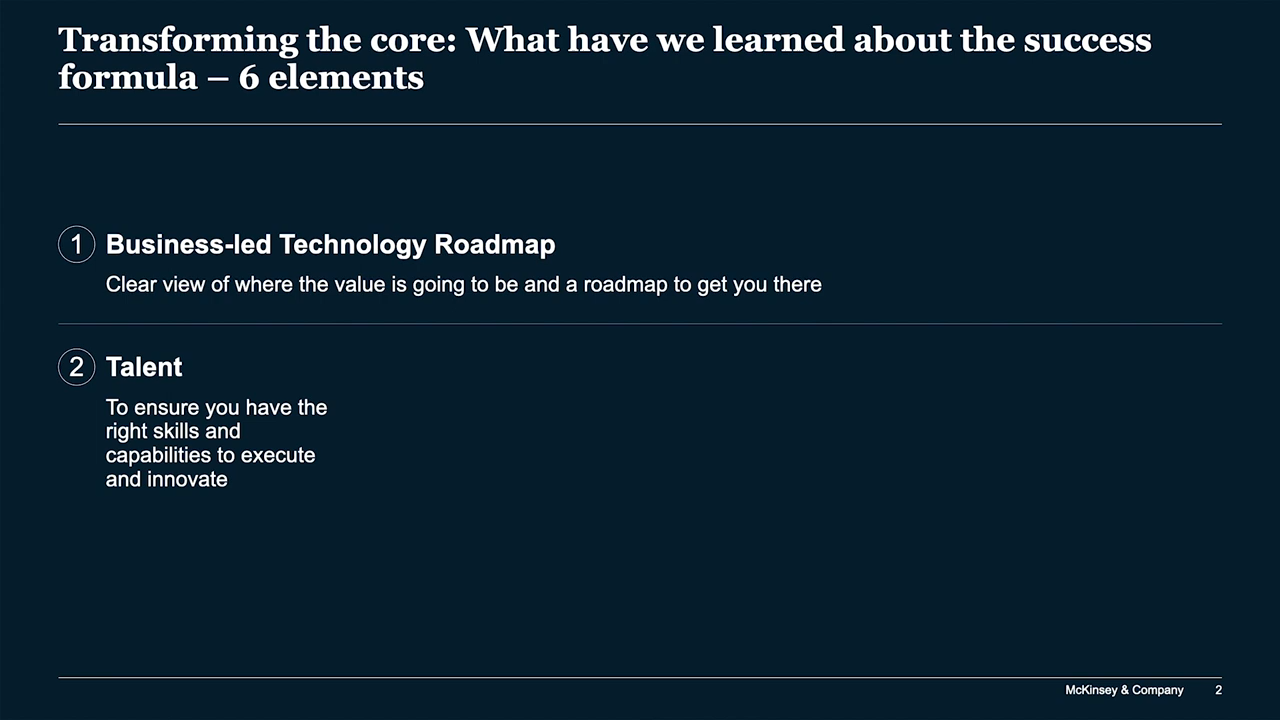 Transforming the core: What have we learned about the success
formula – 6 elements
1 Business-led Technology Roadmap
Clear view of where the value is going to be and a roadmap to get you there
2 Talent
To ensure you have the
right skills and
capabilities to execute
and innovate
McKinsey & Company 2